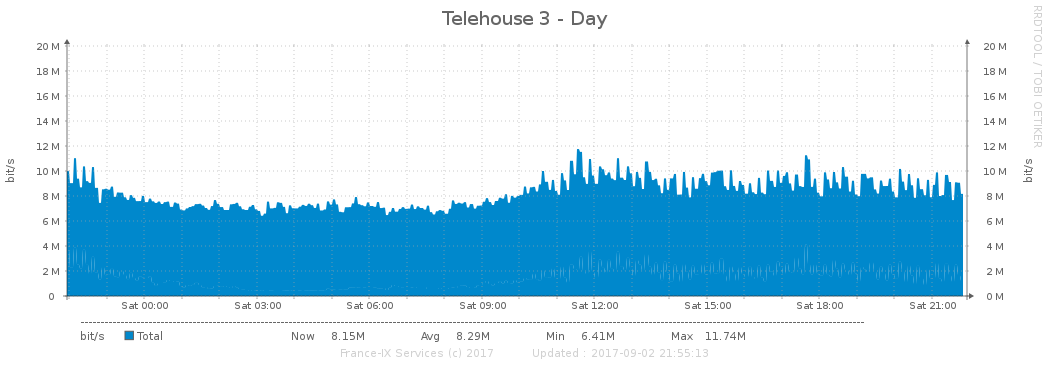 Telehouse 3 - Day
RRDTOOL / TOBI OETIKER
bit/s
bit/s
20 M 20 M
18 M 18 M
16 M 16 M
14 M 14 M
12 M 12 M
10 M 10 M
8 M 8 M
6 M 6 M
4 M 4 M
2 M 2 M
0 0 M
Sat 00:00 Sat 03:00 Sat 06:00 Sat 09:00 Sat 12:00 Sat 15:00 Sat 18:00 Sat 21:00
bit/s Total Now 8.15M Avg 8.29M Min 6.41M Max 11.74M
France-IX Services (c) 2017 Updated : 2017-09-02 21:55:13